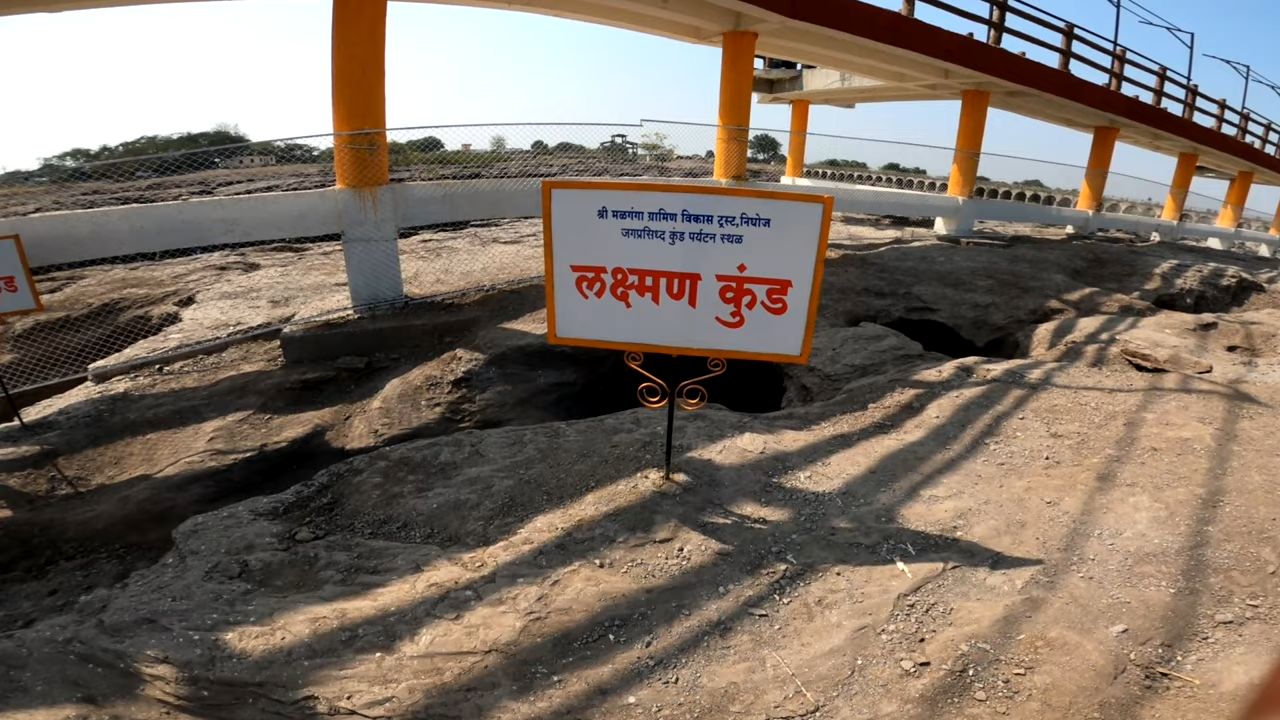 श्री मळगंगा ग्रामिण विकास ट्रस्ट,निघोज
जगप्रसिध्द कुंड पर्यटन स्थळ
लक्ष्मण कुंड